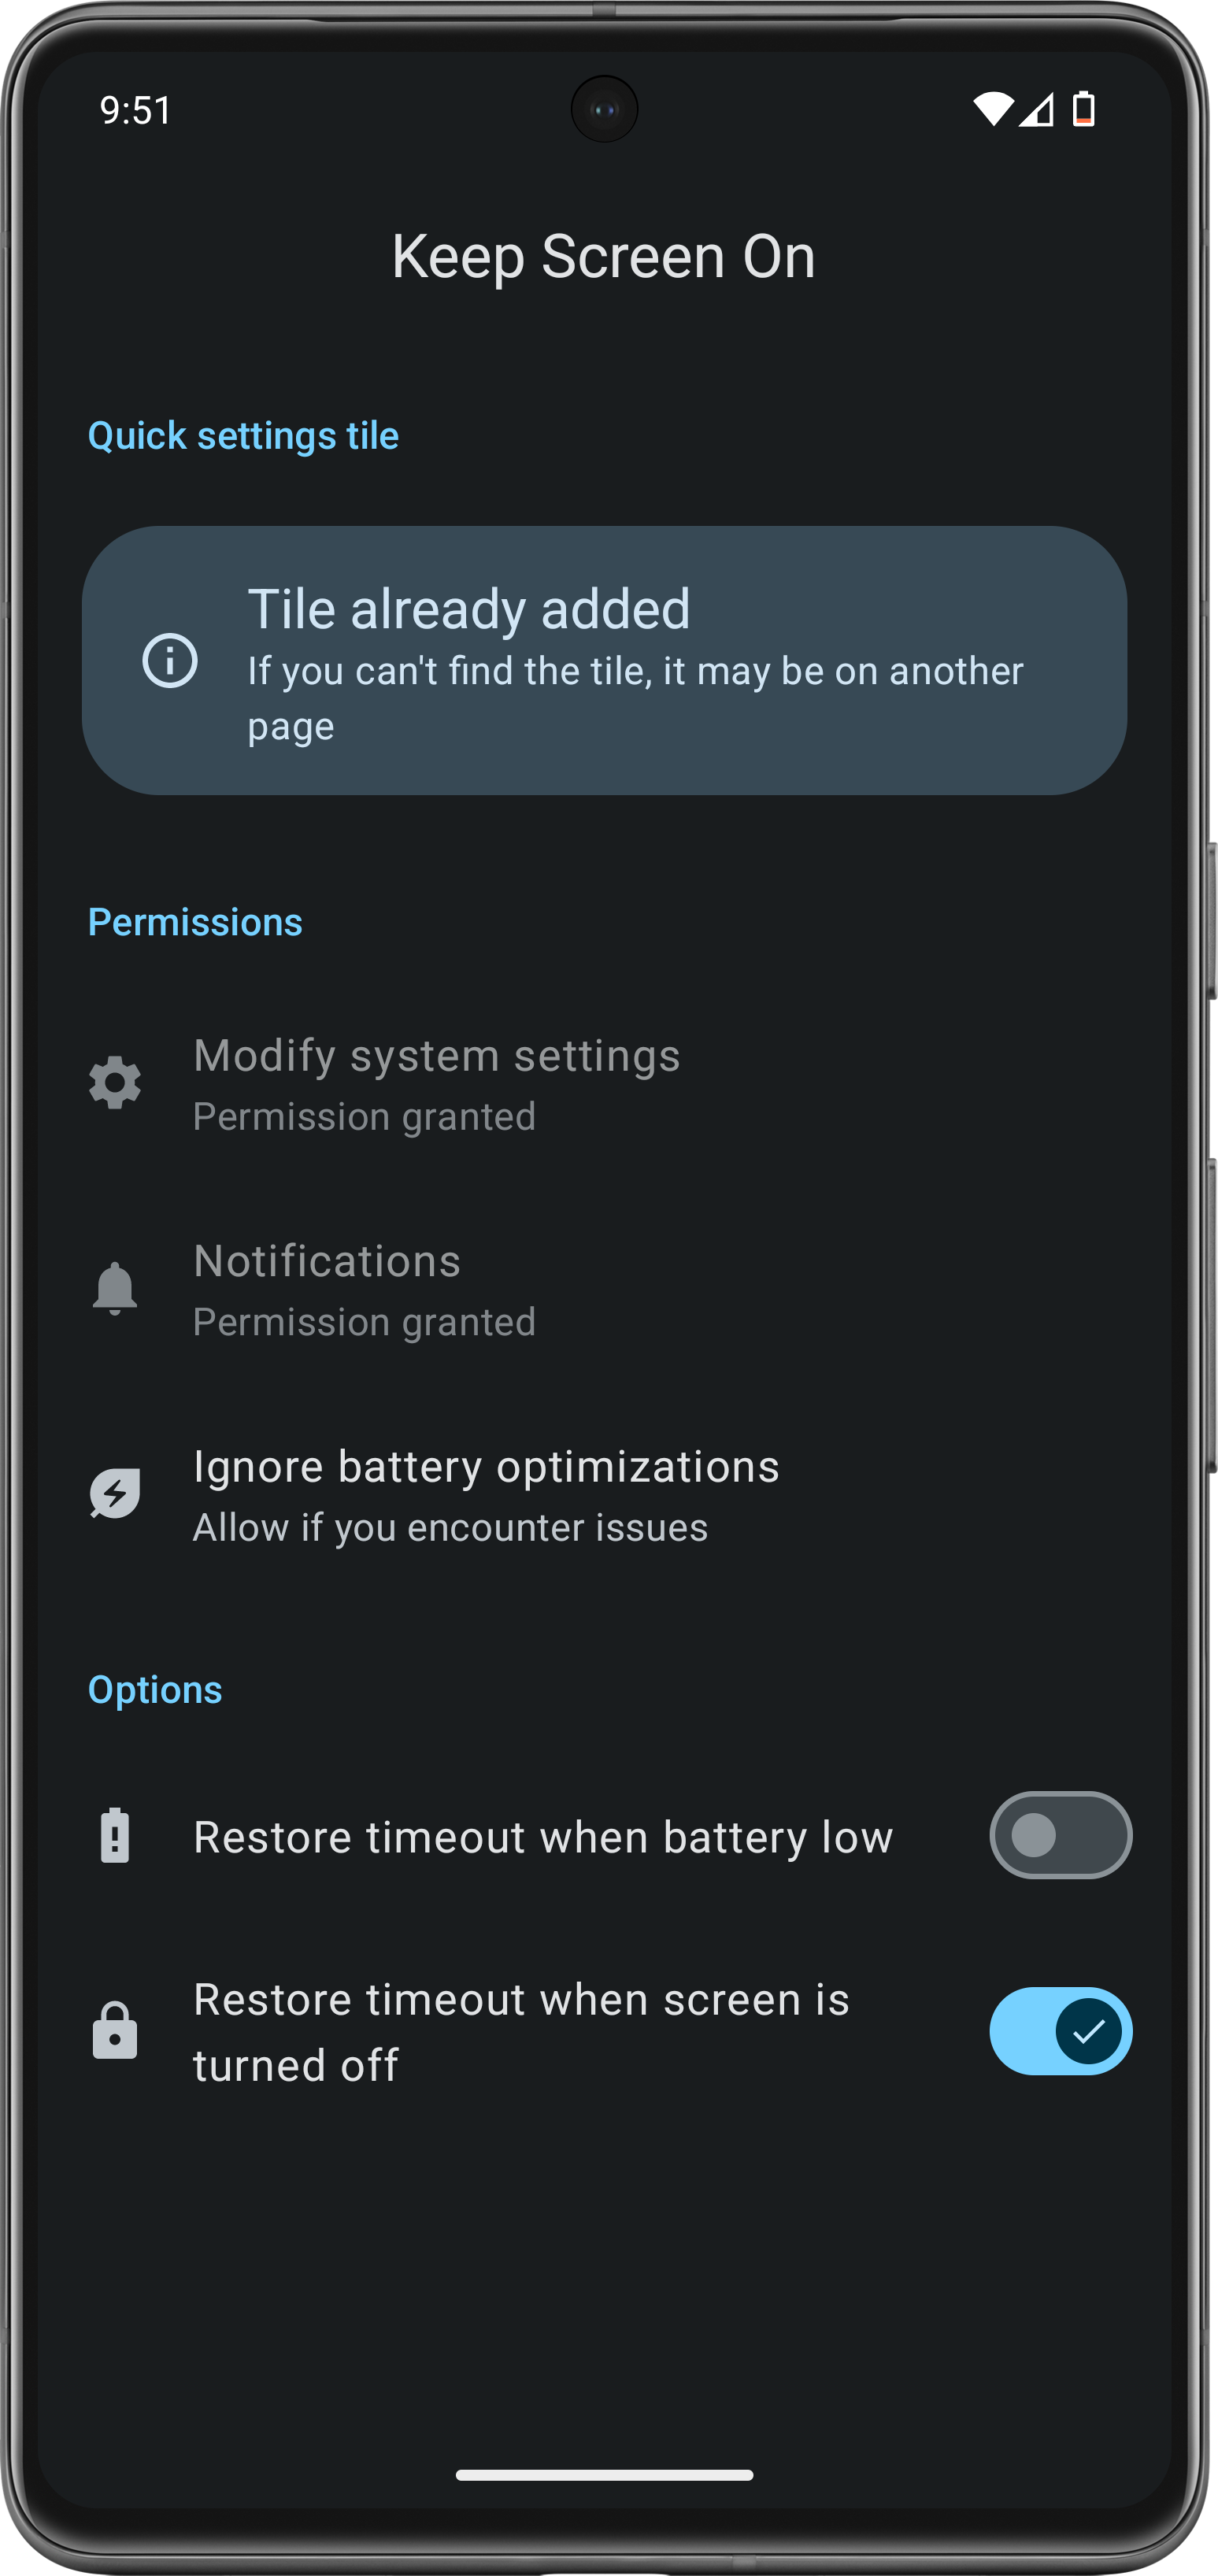 9:51
Keep Screen On
Quick settings tile
Tile already added
If you can't find the tile, it may be on another
page
Permissions
Modify system settings
Permission granted
Notifications
Permission granted
Ignore battery optimizations
Allow if you encounter issues
Options
Restore timeout when battery low
Restore timeout when screen is
turned off